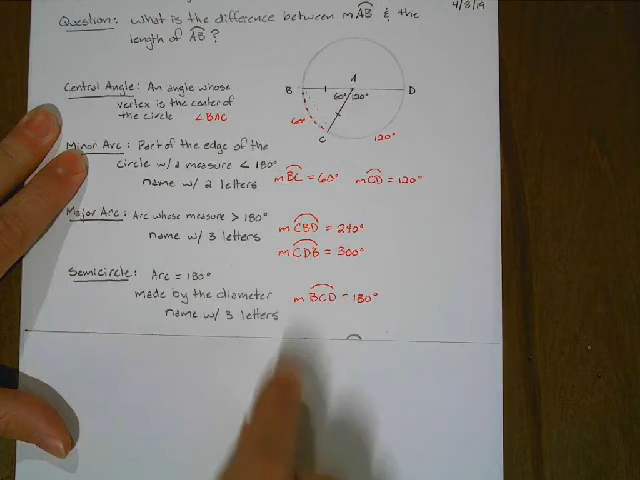 4/8/19
Question: What is the difference between mAB & the
length of AB?
A
B
60°
120°
D
60°
C
120°
Central Angle: An angle whose
vertex is the center of
the circle ∠BAC
Minor Arc: Part of the edge of the
circle w/ a measure < 180°
name w/ 2 letters mBC = 60° mCD = 120°
Major Arc: Arc whose measure > 180°
name w/ 3 letters
mCBD = 240°
mCDB = 300°
Semicircle: Arc = 180°
made by the diameter mBCD = 180°
name w/ 3 letters